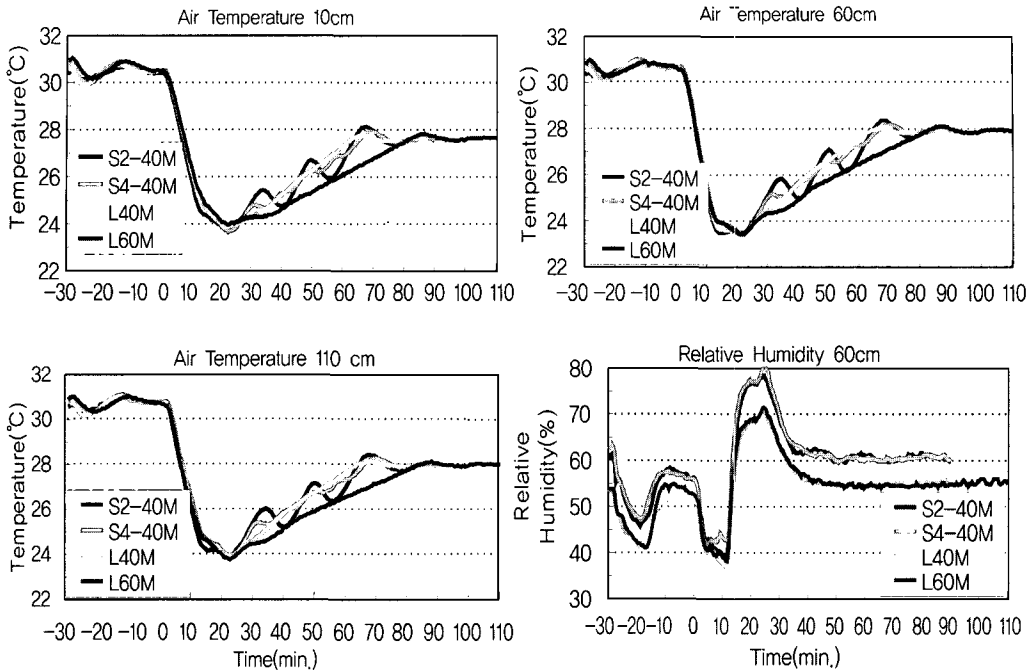 Air Temperature 10cm
Temperature(℃)
32
30
28
26
24
22
S2-40M
S4-40M
L40M
L60M
-30 -20 -10 0 10 20 30 40 50 60 70 80 90 100 110
Air Temperature 60cm
Temperature(℃)
32
30
28
26
24
22
S2-40M
S4-40M
L40M
L60M
-30 -20 -10 0 10 20 30 40 50 60 70 80 90 100 110
Air Temperature 110 cm
Temperature(℃)
32
30
28
26
24
22
S2-40M
S4-40M
L40M
L60M
-30 -20 -10 0 10 20 30 40 50 60 70 80 90 100 110
Time(min.)
Relative Humidity 60cm
Relative
Humidity(%)
80
70
60
50
40
30
S2-40M
S4-40M
L40M
L60M
-30 -20 -10 0 10 20 30 40 50 60 70 80 90 100 110
Time(min.)